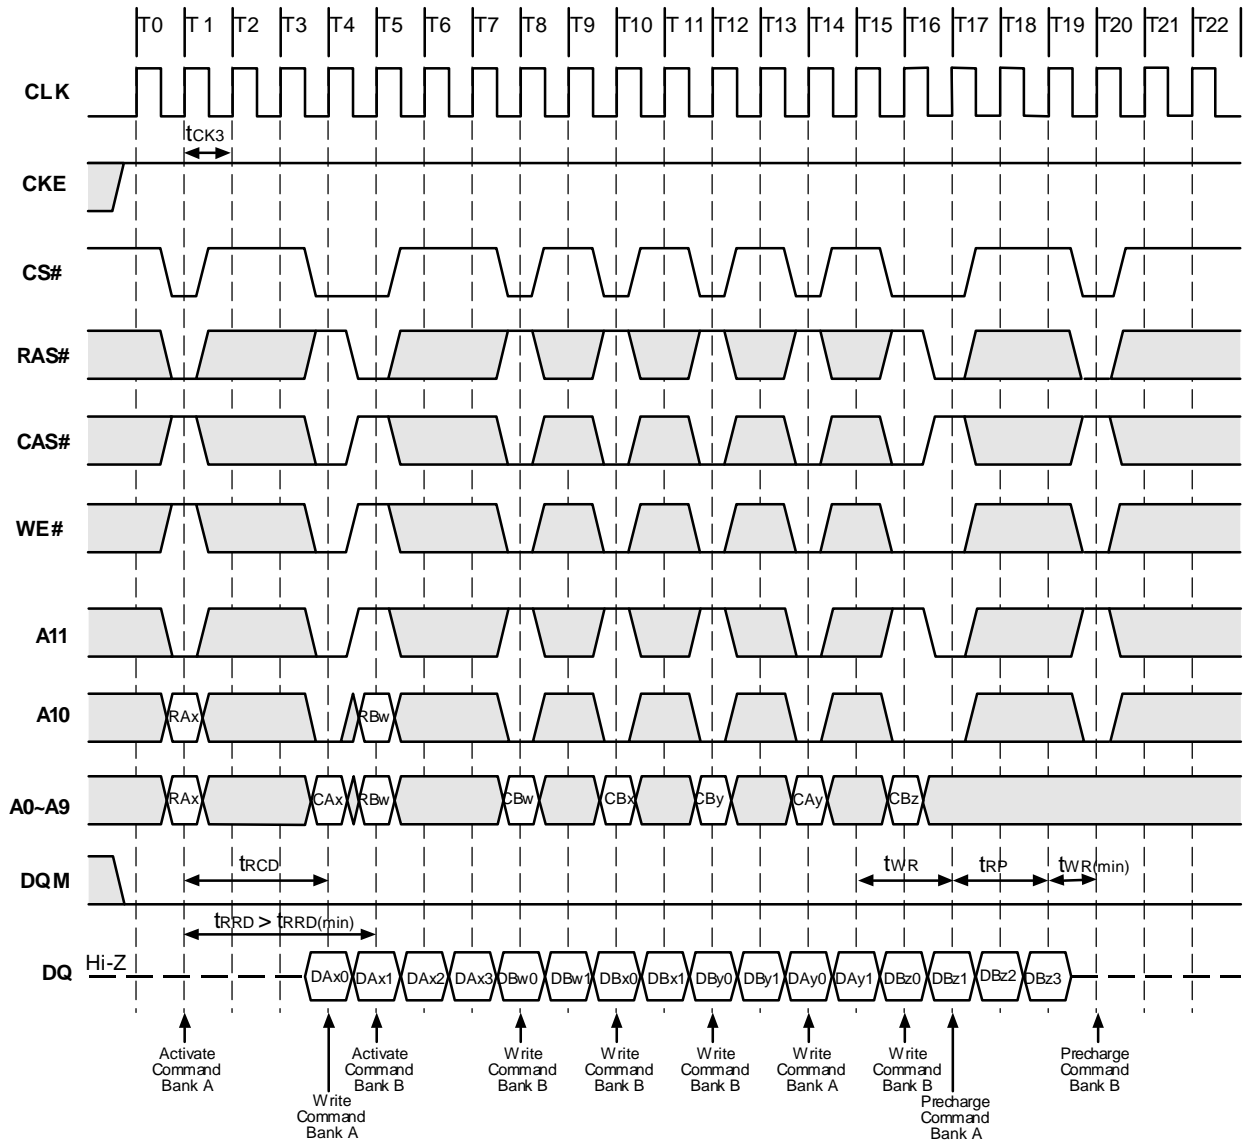 T0 T1 T2 T3 T4 T5 T6 T7 T8 T9 T10 T11 T12 T13 T14 T15 T16 T17 T18 T19 T20 T21 T22
CLK
tCK3
CKE
CS#
RAS#
CAS#
WE#
A11
A10 RAx RBw
A0~A9 RAx CAx RBw CBw CBx CBy CAy CBz
DQM tRCD tWR tRP tWR(min)
tRRD > tRRD(min)
DQ Hi-Z DAx0 DAx1 DAx2 DAx3 DBw0 DBw1 DBx0 DBx1 DBy0 DBy1 DAy0 DAy1 DBz0 DBz1 DBz2 DBz3
Activate
Command
Bank A
Write
Command
Bank A
Activate
Command
Bank B
Write
Command
Bank B
Write
Command
Bank B
Write
Command
Bank B
Write
Command
Bank A
Write
Command
Bank B
Precharge
Command
Bank A
Precharge
Command
Bank B